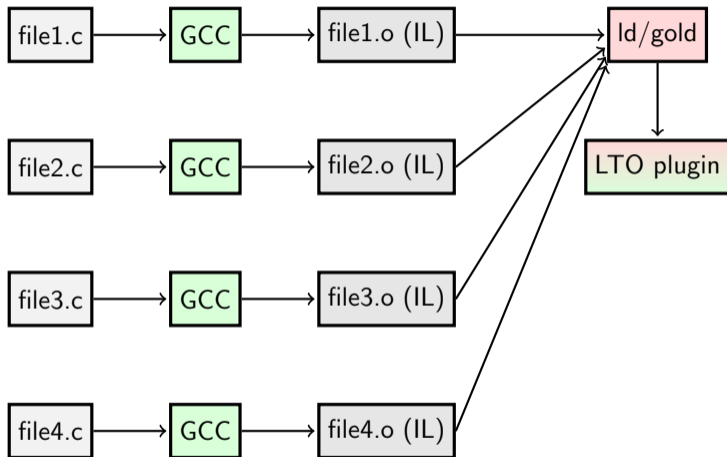 file1.c GCC file1.o (IL) ld/gold
file2.c GCC file2.o (IL) LTO plugin
file3.c GCC file3.o (IL)
file4.c GCC file4.o (IL)